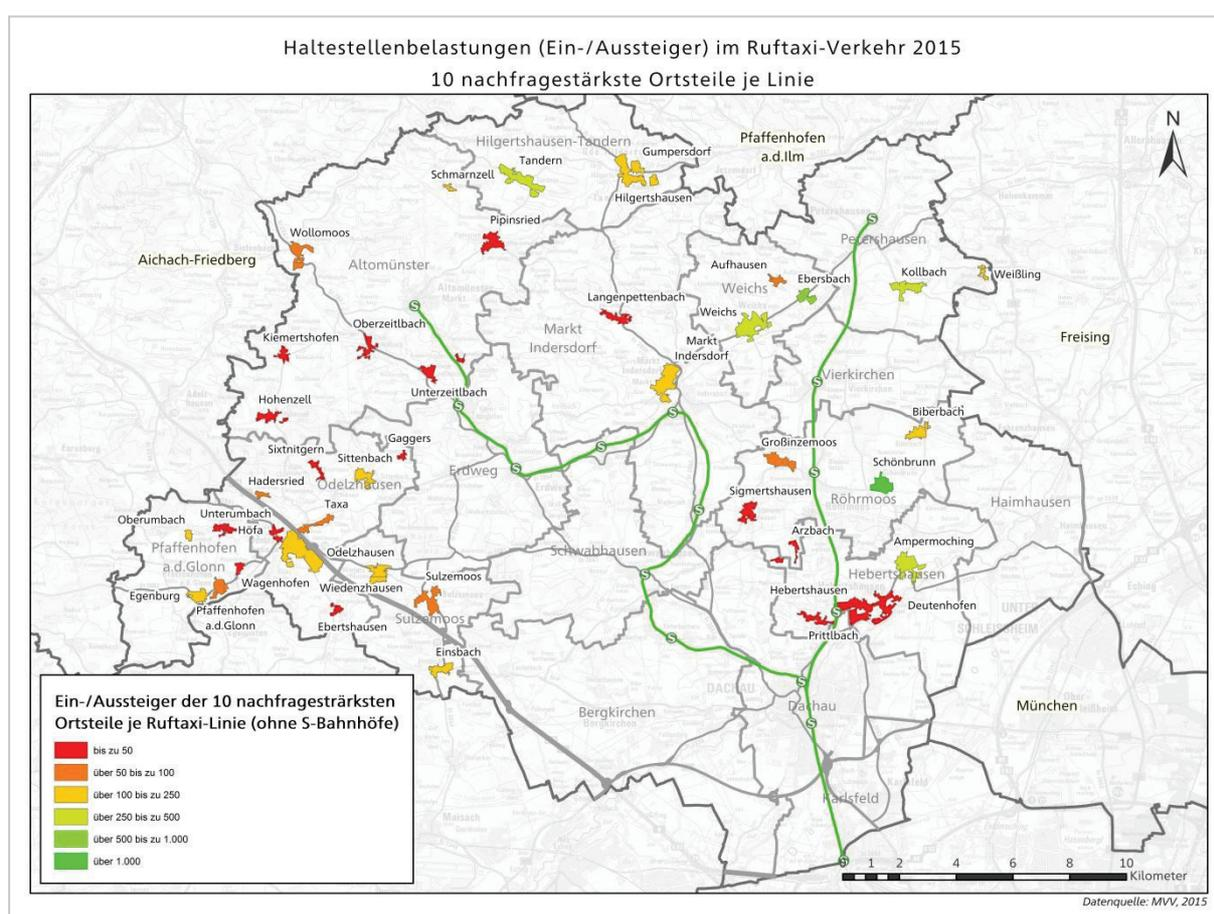 Haltestellenbelastungen (Ein-/Aussteiger) im Ruftaxi-Verkehr 2015
10 nachfragestärkste Ortsteile je Linie
N
Hilgertshausen-Tandern
Pfaffenhofen
a.d.Ilm
Gumpersdorf
Tandern
Schmarnzell
Hilgertshausen
Pipinsried
Wollomoos
Petershausen
Aichach-Friedberg
Altomünster
Aufhausen
Ebersbach
Kollbach
Weißling
Weichs
Langenpettenbach
Weichs
Oberzeitlbach
Markt
Indersdorf
Kiemertshofen
Markt
Indersdorf
Freising
Vierkirchen
Unterzeitlbach
Hohenzell
Biberbach
Gaggers
Sixtnitgern
Sittenbach
Großinzemoos
Schönbrunn
Erdweg
Hadersried
Odelzhausen
Sigmertshausen
Röhrmoos
Haimhausen
Taxa
Oberumbach
Unterumbach
Höfa
Arzbach
Ampermoching
Pfaffenhofen
a.d.Glonn
Odelzhausen
Schwabhausen
Hebertshausen
Wagenhofen
Wiedenzhausen
Sulzemoos
Hebertshausen
Egenburg
Pfaffenhofen
a.d.Glonn
Sulzemoos
Deutenhofen
Ebertshausen
Prittlbach
Einsbach
DACHAU
Dachau
Bergkirchen
München
Karlsfeld
Ein-/Aussteiger der 10 nachfragesträrksten
Ortsteile je Ruftaxi-Linie (ohne S-Bahnhöfe)
bis zu 50
über 50 bis zu 100
über 100 bis zu 250
über 250 bis zu 500
über 500 bis zu 1.000
über 1.000
0 1 2 4 6 8 10
Kilometer
Datenquelle: MVV, 2015